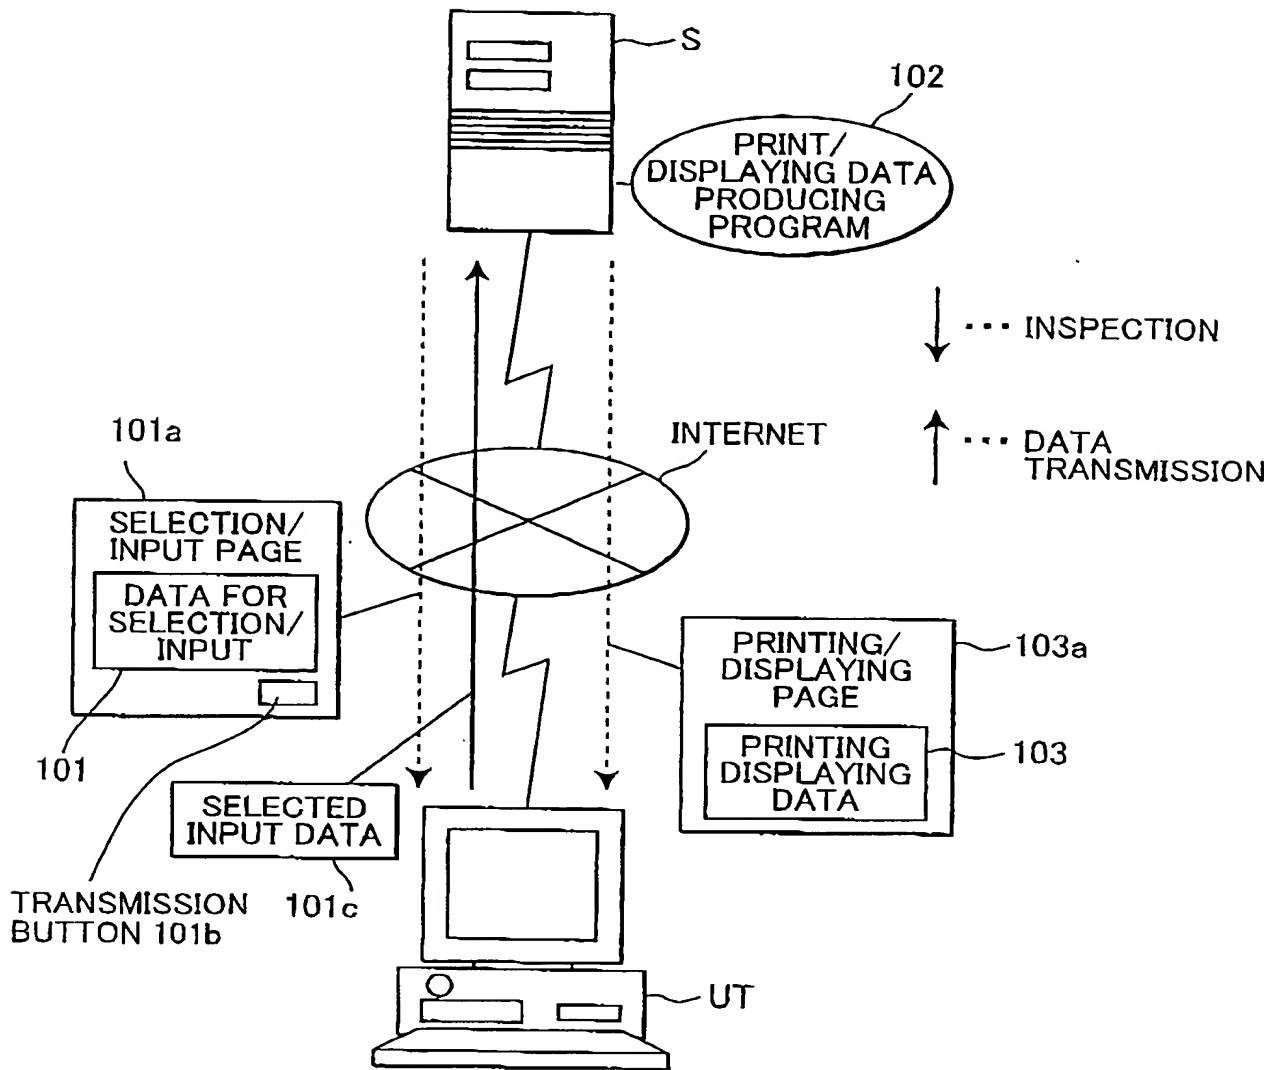 S
102
PRINT/
DISPLAYING DATA
PRODUCING
PROGRAM
↓ ··· INSPECTION
↑ ··· DATA
TRANSMISSION
INTERNET
101a
SELECTION/
INPUT PAGE
DATA FOR
SELECTION/
INPUT
101
SELECTED
INPUT DATA
101c
TRANSMISSION
BUTTON 101b
PRINTING/
DISPLAYING
PAGE
103a
PRINTING
DISPLAYING
DATA
103
UT